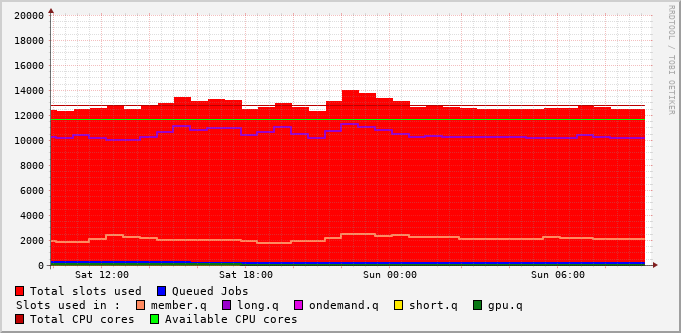 20000
18000
16000
14000
12000
10000
8000
6000
4000
2000
0
Sat 12:00 Sat 18:00 Sun 00:00 Sun 06:00
RRDTOOL / TOBI OETIKER
Total slots used Queued Jobs
Slots used in : member.q long.q ondemand.q short.q gpu.q
Total CPU cores Available CPU cores